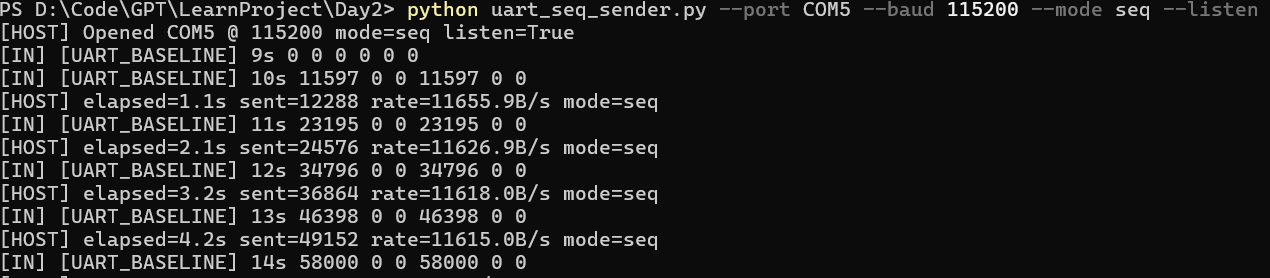 PS D:\Code\GPT\LearnProject\Day2> python uart_seq_sender.py --port COM5 --baud 115200 --mode seq --listen
[HOST] Opened COM5 @ 115200 mode=seq listen=True
[IN] [UART_BASELINE] 9s 0 0 0 0 0 0
[IN] [UART_BASELINE] 10s 11597 0 0 11597 0 0
[HOST] elapsed=1.1s sent=12288 rate=11655.9B/s mode=seq
[IN] [UART_BASELINE] 11s 23195 0 0 23195 0 0
[HOST] elapsed=2.1s sent=24576 rate=11626.9B/s mode=seq
[IN] [UART_BASELINE] 12s 34796 0 0 34796 0 0
[HOST] elapsed=3.2s sent=36864 rate=11618.0B/s mode=seq
[IN] [UART_BASELINE] 13s 46398 0 0 46398 0 0
[HOST] elapsed=4.2s sent=49152 rate=11615.0B/s mode=seq
[IN] [UART_BASELINE] 14s 58000 0 0 58000 0 0